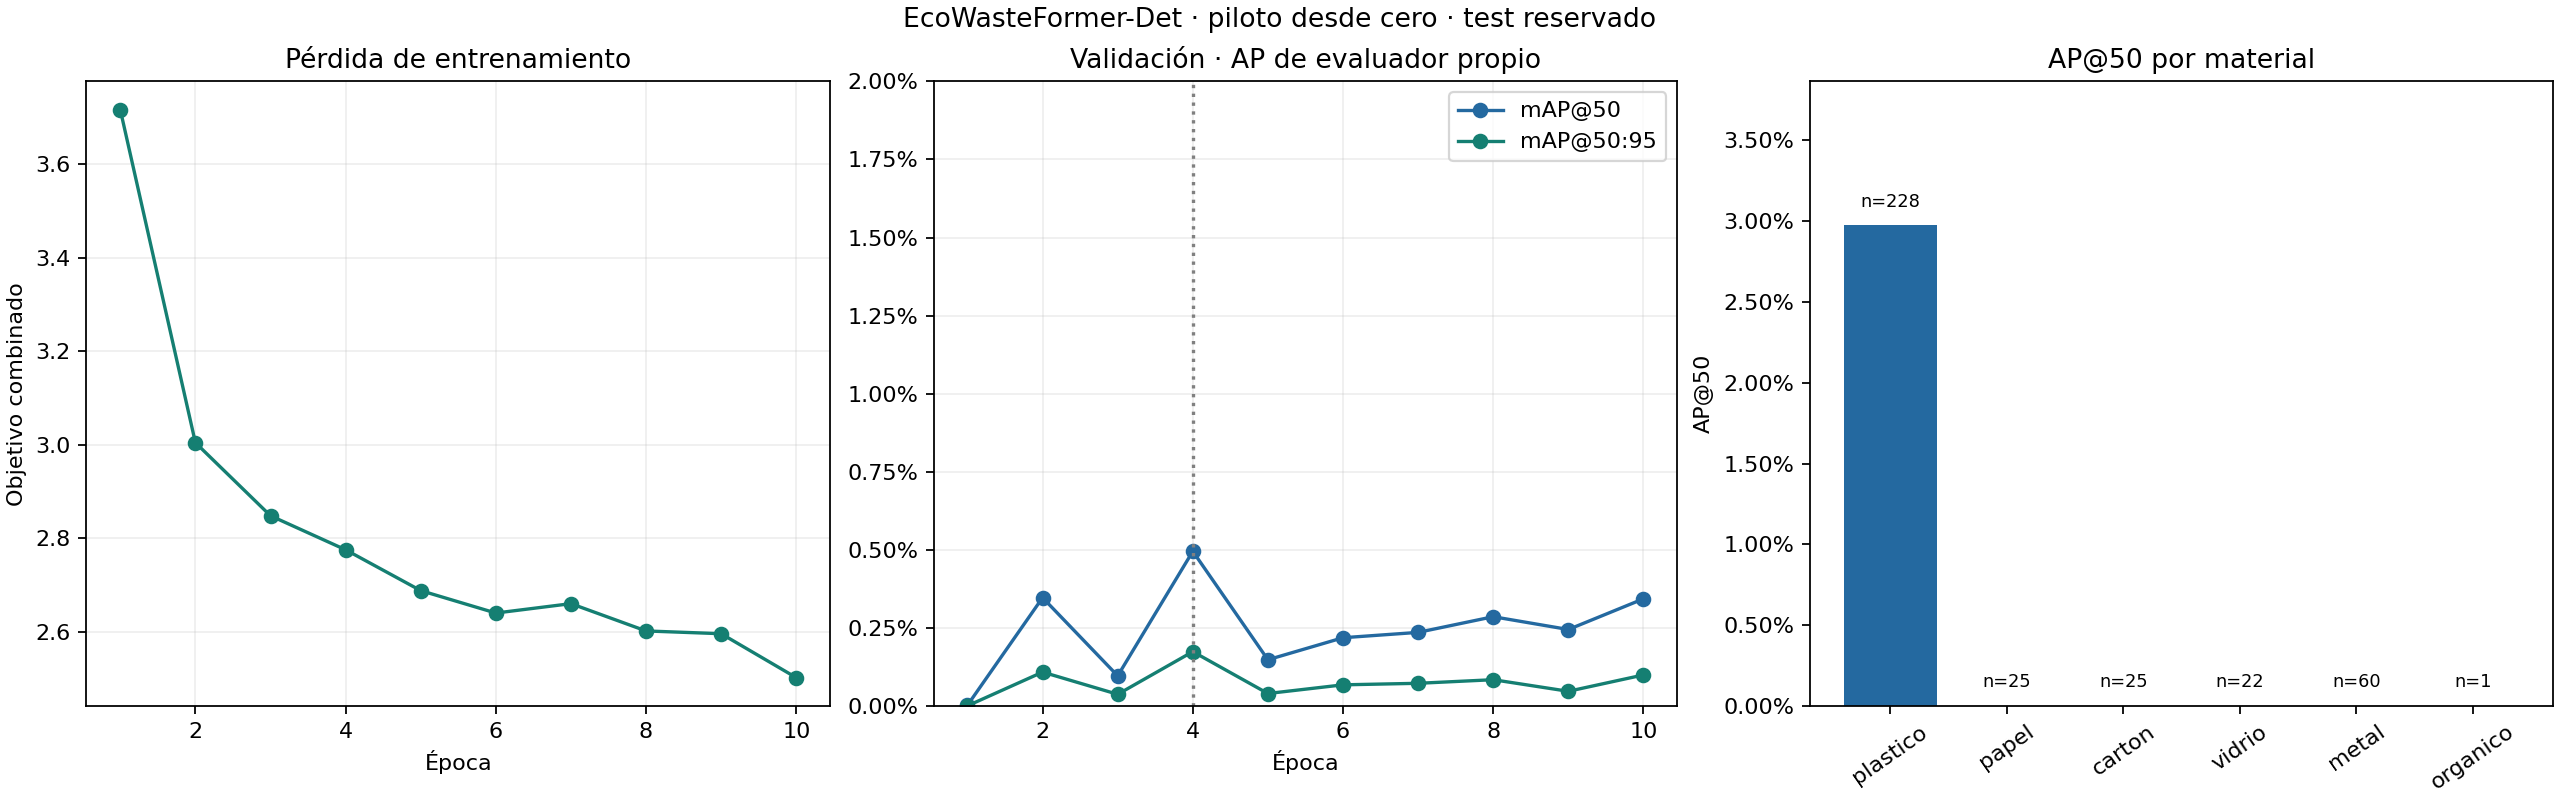 EcoWasteFormer-Det · piloto desde cero · test reservado
Pérdida de entrenamiento
Objetivo combinado
3.6
3.4
3.2
3.0
2.8
2.6
2
4
6
8
10
Época
Validación · AP de evaluador propio
mAP@50
mAP@50:95
2.00%
1.75%
1.50%
1.25%
1.00%
0.75%
0.50%
0.25%
0.00%
2
4
6
8
10
Época
AP@50 por material
AP@50
3.50%
3.00%
2.50%
2.00%
1.50%
1.00%
0.50%
0.00%
n=228
n=25
n=25
n=22
n=60
n=1
plastico
papel
carton
vidrio
metal
organico